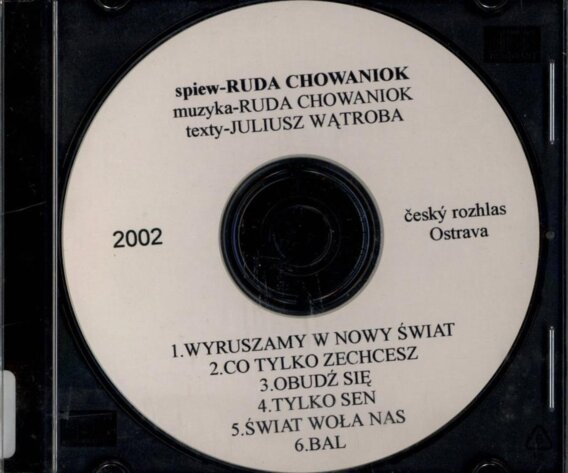 spiew-RUDA CHOWANIOK
muzyka-RUDA CHOWANIOK
texty-JULIUSZ WĄTROBA
2002
český rozhlas
Ostrava
1.WYRUSZAMY W NOWY ŚWIAT
2.CO TYLKO ZECHCESZ
3.OBUDŹ SIĘ
4.TYLKO SEN
5.ŚWIAT WOŁA NAS
6.BAL